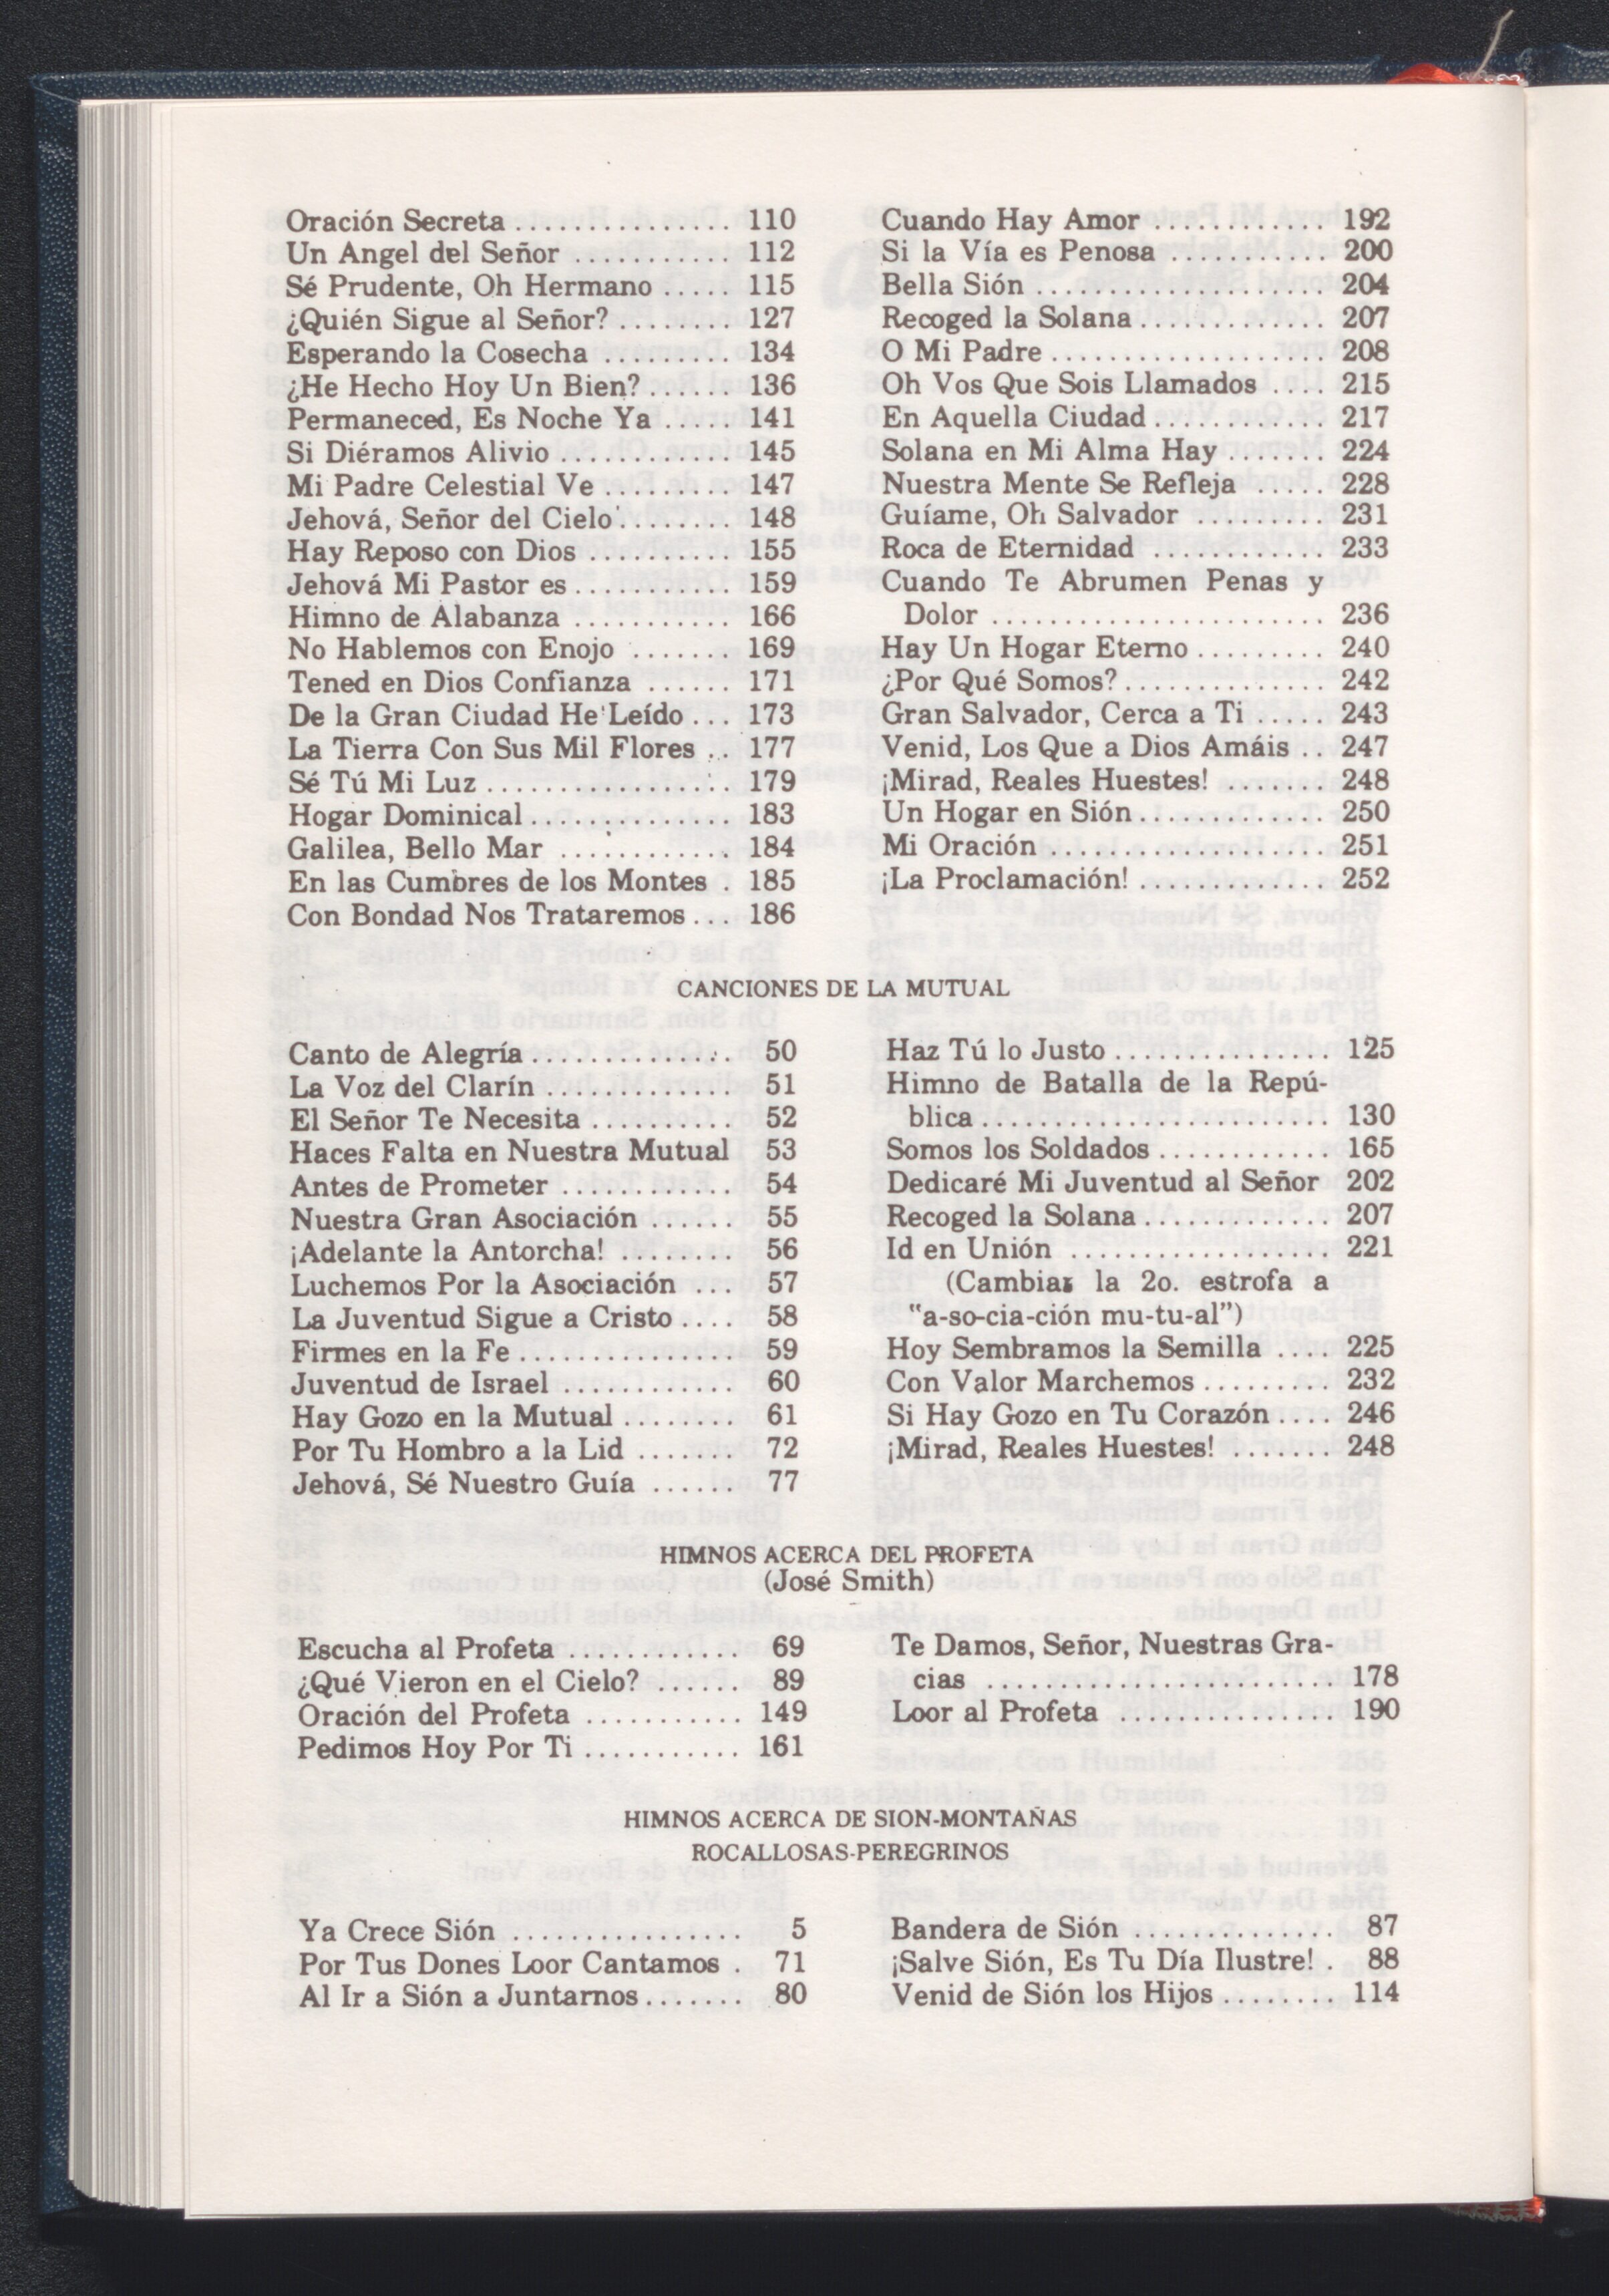 Oración Secreta ............... 110
Un Angel del Señor ........... 112
Sé Prudente, Oh Hermano ..... 115
¿Quién Sigue al Señor? ........ 127
Esperando la Cosecha ......... 134
¿He Hecho Hoy Un Bien? ...... 136
Permaneced, Es Noche Ya ..... 141
Si Diéramos Alivio ............ 145
Mi Padre Celestial Ve ......... 147
Jehová, Señor del Cielo ........ 148
Hay Reposo con Dios .......... 155
Jehová Mi Pastor es ........... 159
Himno de Alabanza ........... 166
No Hablemos con Enojo ....... 169
Tened en Dios Confianza ...... 171
De la Gran Ciudad He Leído ... 173
La Tierra Con Sus Mil Flores .. 177
Sé Tú Mi Luz ................. 179
Hogar Dominical .............. 183
Galilea, Bello Mar ............ 184
En las Cumbres de los Montes . 185
Con Bondad Nos Trataremos ... 186
Cuando Hay Amor ............ 192
Si la Vía es Penosa ........... 200
Bella Sión .................... 204
Recoged la Solana ............. 207
O Mi Padre ................... 208
Oh Vos Que Sois Llamados .... 215
En Aquella Ciudad ............ 217
Solana en Mi Alma Hay ....... 224
Nuestra Mente Se Refleja ..... 228
Guíame, Oh Salvador ......... 231
Roca de Eternidad ............ 233
Cuando Te Abrumen Penas y
Dolor ....................... 236
Hay Un Hogar Eterno ......... 240
¿Por Qué Somos? .............. 242
Gran Salvador, Cerca a Ti ..... 243
Venid, Los Que a Dios Amáis .. 247
¡Mirad, Reales Huestes! ....... 248
Un Hogar en Sión ............. 250
Mi Oración ................... 251
¡La Proclamación! ............. 252
CANCIONES DE LA MUTUAL
Canto de Alegría .............. 50
La Voz del Clarín ............. 51
El Señor Te Necesita .......... 52
Haces Falta en Nuestra Mutual 53
Antes de Prometer ............ 54
Nuestra Gran Asociación ...... 55
¡Adelante la Antorcha! ........ 56
Luchemos Por la Asociación ... 57
La Juventud Sigue a Cristo .... 58
Firmes en la Fe ............... 59
Juventud de Israel ............ 60
Hay Gozo en la Mutual ........ 61
Por Tu Hombro a la Lid ....... 72
Jehová, Sé Nuestro Guía ...... 77
Haz Tú lo Justo ............... 125
Himno de Batalla de la Repú-
blica ........................ 130
Somos los Soldados ............ 165
Dedicaré Mi Juventud al Señor 202
Recoged la Solana ............. 207
Id en Unión .................. 221
(Cambiar la 2o. estrofa a
"a-so-cia-ción mu-tu-al")
Hoy Sembramos la Semilla .... 225
Con Valor Marchemos ......... 232
Si Hay Gozo en Tu Corazón .... 246
¡Mirad, Reales Huestes! ....... 248
HIMNOS ACERCA DEL PROFETA
(José Smith)
Escucha al Profeta ............ 69
¿Qué Vieron en el Cielo? ...... 89
Oración del Profeta ........... 149
Pedimos Hoy Por Ti ........... 161
Te Damos, Señor, Nuestras Gra-
cias ........................ 178
Loor al Profeta ............... 190
HIMNOS ACERCA DE SION-MONTAÑAS
ROCALLOSAS-PEREGRINOS
Ya Crece Sión ................ 5
Por Tus Dones Loor Cantamos . 71
Al Ir a Sión a Juntarnos ....... 80
Bandera de Sión .............. 87
¡Salve Sión, Es Tu Día Ilustre! . 88
Venid de Sión los Hijos ........ 114